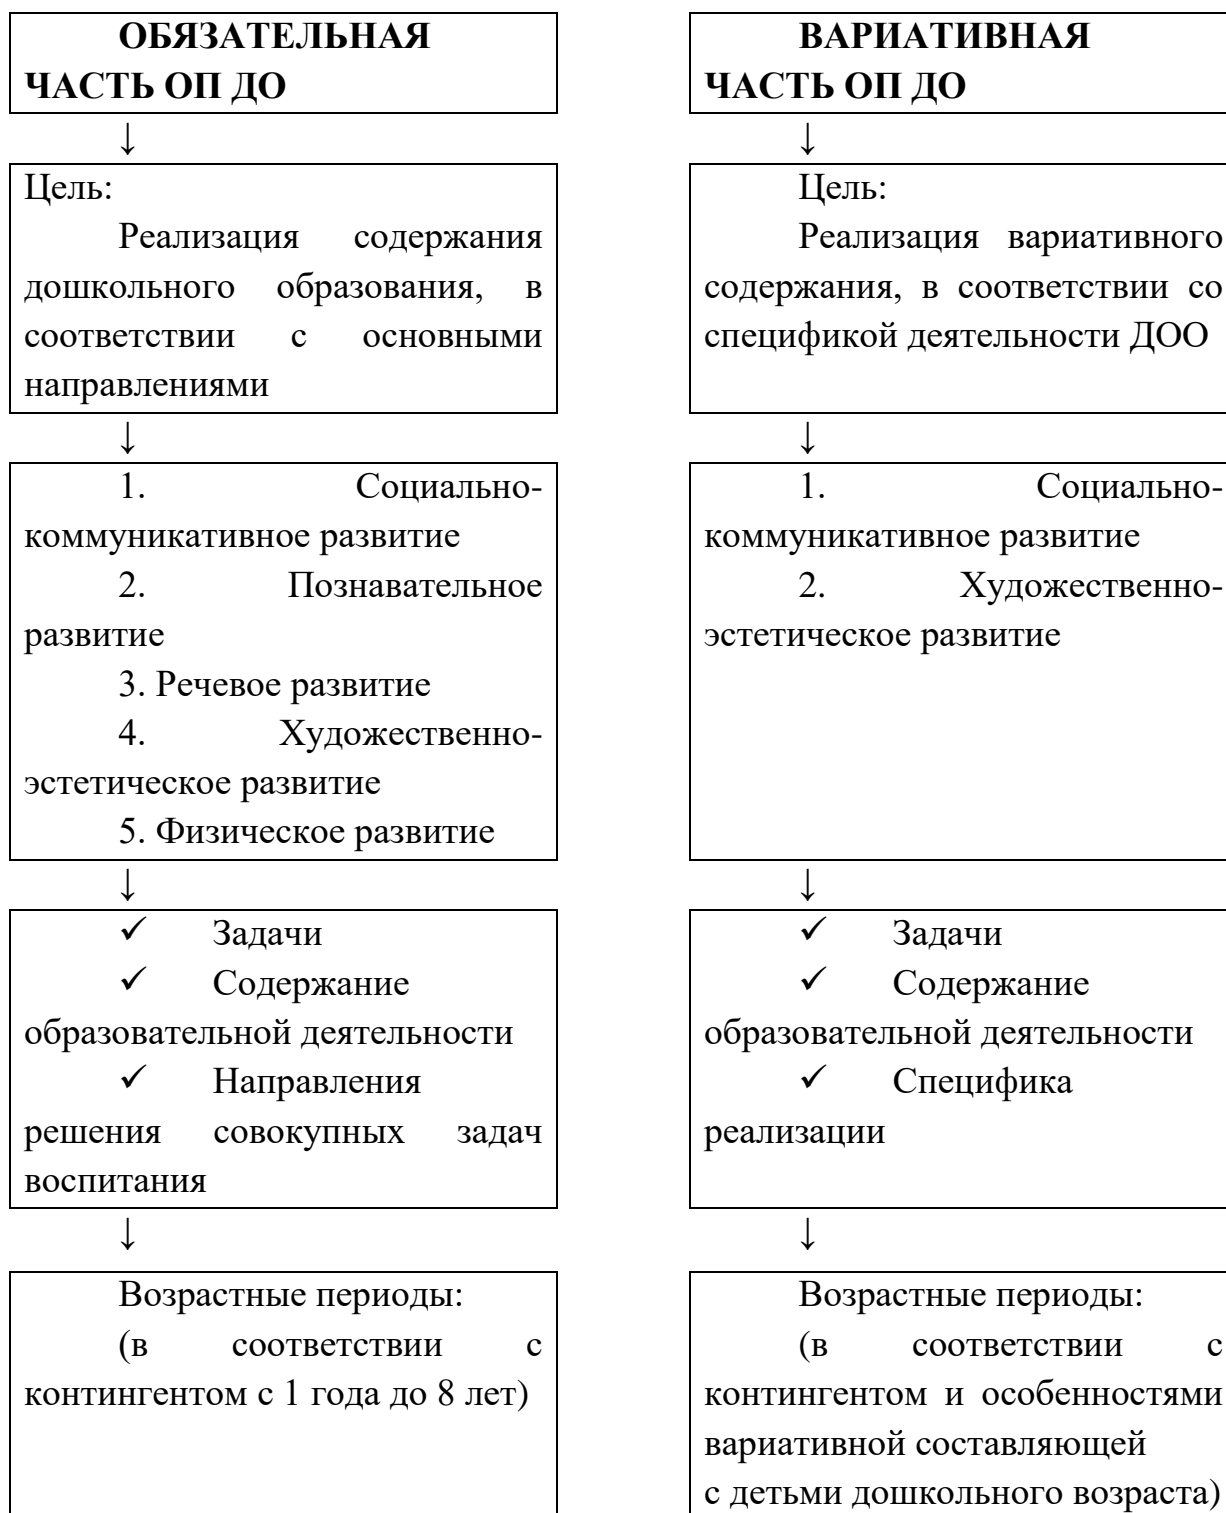 ОБЯЗАТЕЛЬНАЯ
ЧАСТЬ ОП ДО
↓
Цель:
Реализация содержания
дошкольного образования, в
соответствии с основными
направлениями
↓
1. Социально-
коммуникативное развитие
2. Познавательное
развитие
3. Речевое развитие
4. Художественно-
эстетическое развитие
5. Физическое развитие
↓
✓ Задачи
✓ Содержание
образовательной деятельности
✓ Направления
решения совокупных задач
воспитания
↓
Возрастные периоды:
(в соответствии с
контингентом с 1 года до 8 лет)
ВАРИАТИВНАЯ
ЧАСТЬ ОП ДО
↓
Цель:
Реализация вариативного
содержания, в соответствии со
спецификой деятельности ДОО
↓
1. Социально-
коммуникативное развитие
2. Художественно-
эстетическое развитие
↓
✓ Задачи
✓ Содержание
образовательной деятельности
✓ Специфика
реализации
↓
Возрастные периоды:
(в соответствии с
контингентом и особенностями
вариативной составляющей
с детьми дошкольного возраста)